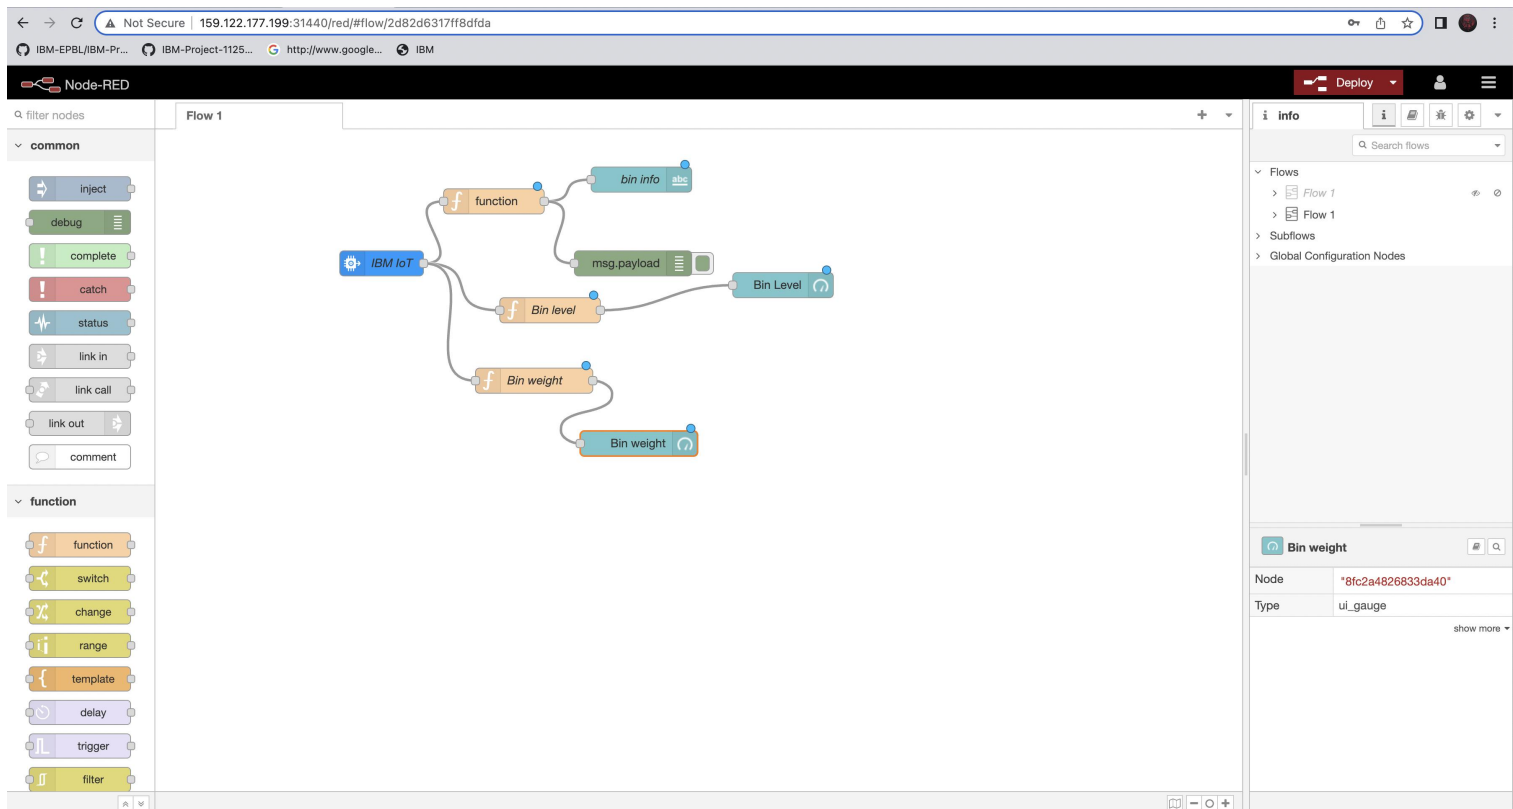 Not Secure | 159.122.177.199:31440/red/#flow/2d82d6317ff8dfda
IBM-EPBL/IBM-Pr... IBM-Project-1125... http://www.google... IBM
Node-RED Deploy
filter nodes
Flow 1
i info i
common
Search flows
inject
debug
complete
catch
status
link in
link call
link out
comment
function
function
switch
change
range
template
delay
trigger
filter
bin info abc
function
IBM IoT
msg.payload
Bin Level
Bin level
Bin weight
Bin weight
Flows
Flow 1
Flow 1
Subflows
Global Configuration Nodes
Bin weight
Node "8fc2a4826833da40"
Type ui_gauge
show more